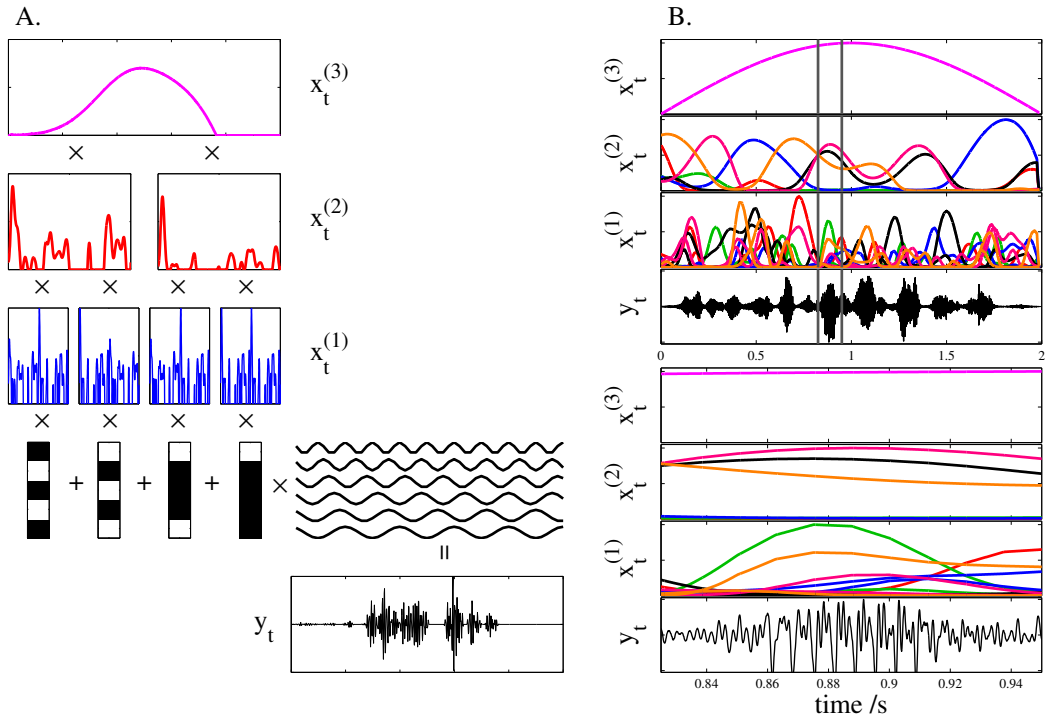 A.
x_t^(3)
× ×
x_t^(2)
× × × ×
x_t^(1)
× × × ×
+ + + ×
=
y_t
B.
x_t^(3)
x_t^(2)
x_t^(1)
y_t
0 0.5 1 1.5 2
x_t^(3)
x_t^(2)
x_t^(1)
y_t
0.84 0.86 0.88 0.9 0.92 0.94
time /s